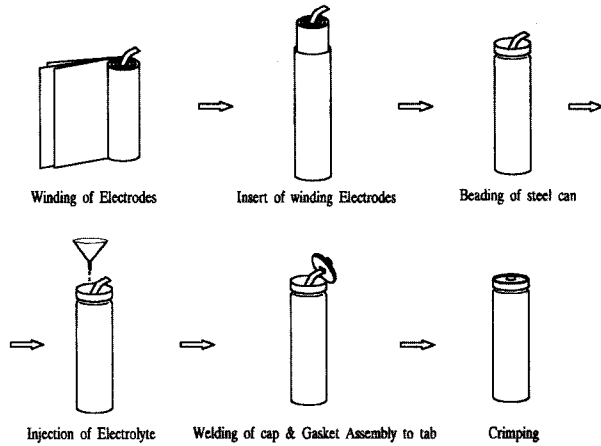 Winding of Electrodes
Insert of winding Electrodes
Beading of steel can
Injection of Electrolyte
Welding of cap & Gasket Assembly to tab
Crimping